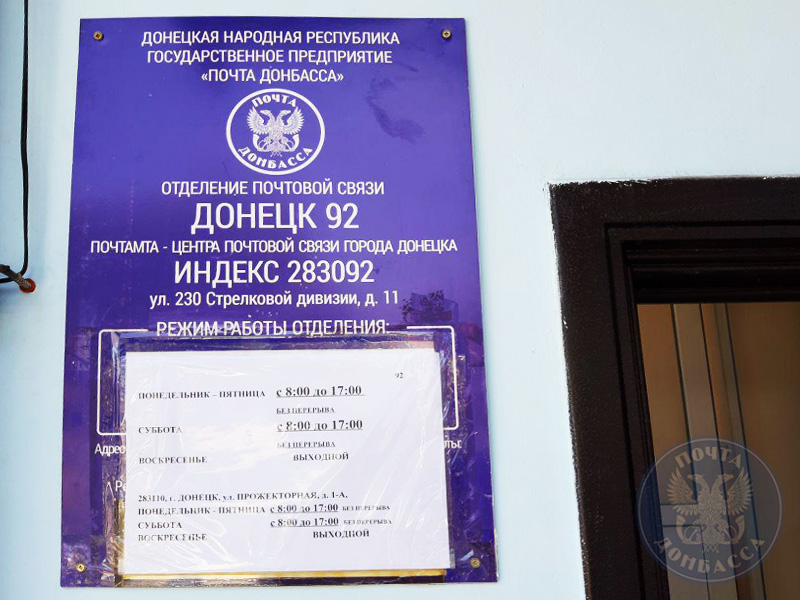 ДОНЕЦКАЯ НАРОДНАЯ РЕСПУБЛИКА
ГОСУДАРСТВЕННОЕ ПРЕДПРИЯТИЕ
«ПОЧТА ДОНБАССА»
ПОЧТА
ДОНБАССА
ОТДЕЛЕНИЕ ПОЧТОВОЙ СВЯЗИ
ДОНЕЦК 92
ПОЧТАМТА - ЦЕНТРА ПОЧТОВОЙ СВЯЗИ ГОРОДА ДОНЕЦКА
ИНДЕКС 283092
ул. 230 Стрелковой дивизии, д. 11
РЕЖИМ РАБОТЫ ОТДЕЛЕНИЯ:
92
ПОНЕДЕЛЬНИК – ПЯТНИЦА с 8:00 до 17:00
БЕЗ ПЕРЕРЫВА
СУББОТА с 8:00 до 17:00
БЕЗ ПЕРЕРЫВА
ВОСКРЕСЕНЬЕ ВЫХОДНОЙ
283110, г. ДОНЕЦК, ул. ПРОЖЕКТОРНАЯ, д. 1-А,
ПОНЕДЕЛЬНИК - ПЯТНИЦА с 8:00 до 17:00 БЕЗ ПЕРЕРЫВА
СУББОТА с 8:00 до 17:00 БЕЗ ПЕРЕРЫВА
ВОСКРЕСЕНЬЕ ВЫХОДНОЙ
ПОЧТА
ДОНБАССА